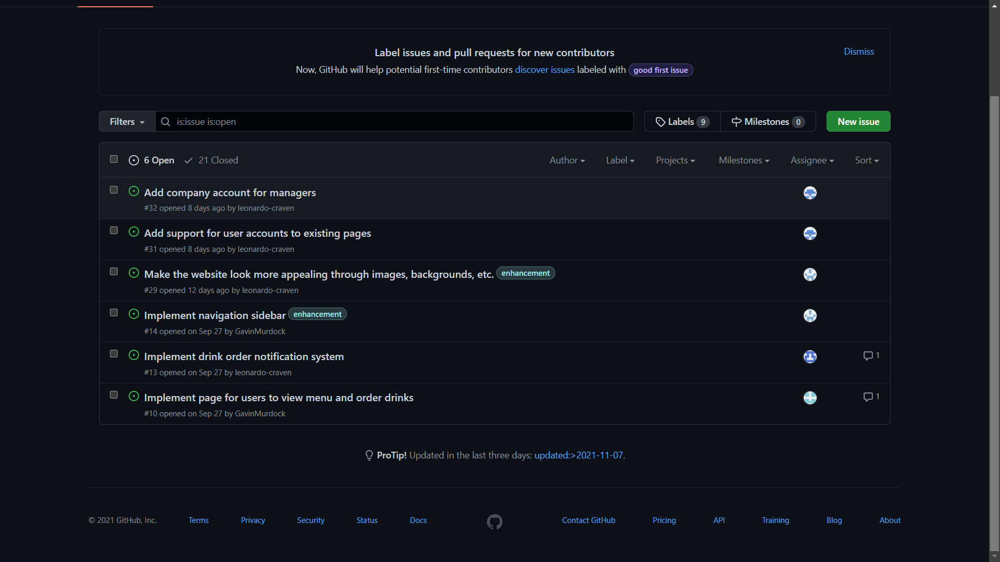 Label issues and pull requests for new contributors
Dismiss
Now, GitHub will help potential first-time contributors discover issues labeled with good first issue
Filters
is:issue is:open
Labels 9
Milestones 0
New issue
6 Open
21 Closed
Author
Label
Projects
Milestones
Assignee
Sort
Add company account for managers
#32 opened 8 days ago by leonardo-craven
Add support for user accounts to existing pages
#31 opened 8 days ago by leonardo-craven
Make the website look more appealing through images, backgrounds, etc. enhancement
#29 opened 12 days ago by leonardo-craven
Implement navigation sidebar enhancement
#14 opened on Sep 27 by GavinMurdock
Implement drink order notification system
1
#13 opened on Sep 27 by leonardo-craven
Implement page for users to view menu and order drinks
1
#10 opened on Sep 27 by GavinMurdock
ProTip! Updated in the last three days: updated:>2021-11-07.
© 2021 GitHub, Inc.
Terms
Privacy
Security
Status
Docs
Contact GitHub
Pricing
API
Training
Blog
About